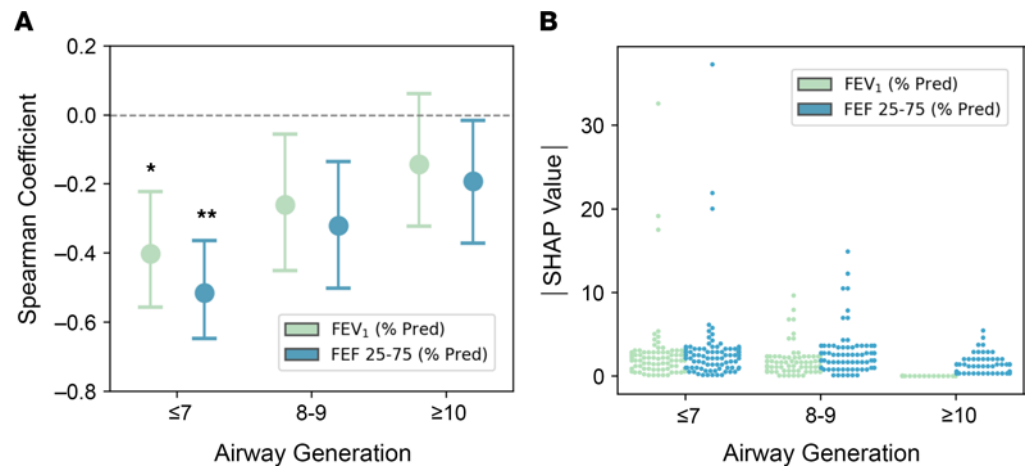 A
0.2
0.0
–0.2
–0.4
–0.6
–0.8
Spearman Coefficient
*
**
FEV₁ (% Pred)
FEF 25-75 (% Pred)
≤7
8-9
≥10
Airway Generation
B
30
20
10
0
|SHAP Value|
FEV₁ (% Pred)
FEF 25-75 (% Pred)
≤7
8-9
≥10
Airway Generation